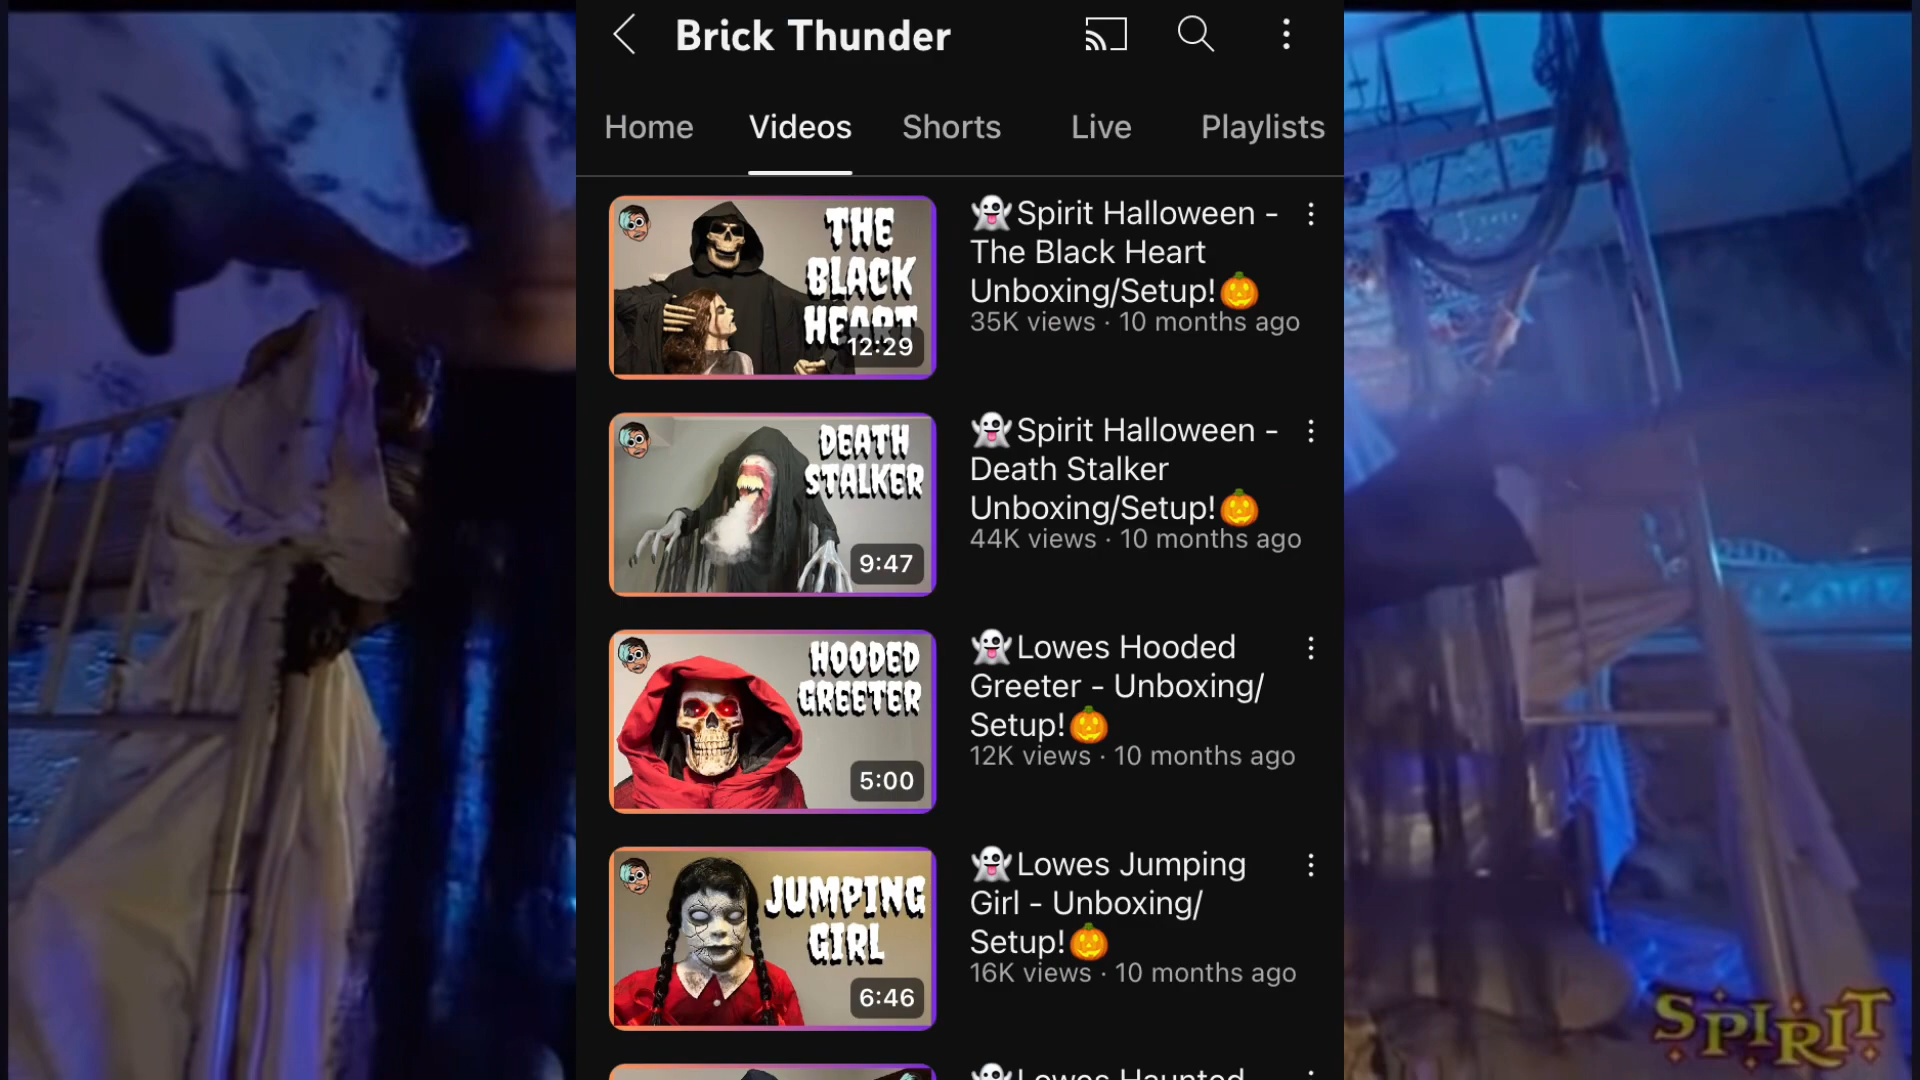 Brick Thunder
Home Videos Shorts Live Playlists
THE
BLACK
HEART
12:29
👻Spirit Halloween -
The Black Heart
Unboxing/Setup!🎃
35K views · 10 months ago
DEATH
STALKER
9:47
👻Spirit Halloween -
Death Stalker
Unboxing/Setup!🎃
44K views · 10 months ago
HOODED
GREETER
5:00
👻Lowes Hooded
Greeter - Unboxing/
Setup!🎃
12K views · 10 months ago
JUMPING
GIRL
6:46
👻Lowes Jumping
Girl - Unboxing/
Setup!🎃
16K views · 10 months ago
👻Lowes Haunted
SPIRIT